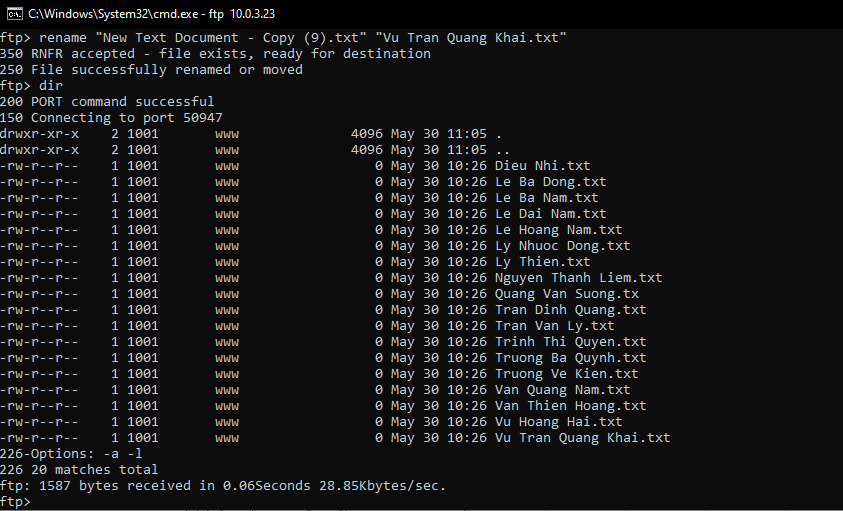 C:\Windows\System32\cmd.exe - ftp 10.0.3.23
ftp> rename "New Text Document - Copy (9).txt" "Vu Tran Quang Khai.txt"
350 RNFR accepted - file exists, ready for destination
250 File successfully renamed or moved
ftp> dir
200 PORT command successful
150 Connecting to port 50947
drwxr-xr-x    2 1001       www              4096 May 30 11:05 .
drwxr-xr-x    2 1001       www              4096 May 30 11:05 ..
-rw-r--r--    1 1001       www                 0 May 30 10:26 Dieu Nhi.txt
-rw-r--r--    1 1001       www                 0 May 30 10:26 Le Ba Dong.txt
-rw-r--r--    1 1001       www                 0 May 30 10:26 Le Ba Nam.txt
-rw-r--r--    1 1001       www                 0 May 30 10:26 Le Dai Nam.txt
-rw-r--r--    1 1001       www                 0 May 30 10:26 Le Hoang Nam.txt
-rw-r--r--    1 1001       www                 0 May 30 10:26 Ly Nhuoc Dong.txt
-rw-r--r--    1 1001       www                 0 May 30 10:26 Ly Thien.txt
-rw-r--r--    1 1001       www                 0 May 30 10:26 Nguyen Thanh Liem.txt
-rw-r--r--    1 1001       www                 0 May 30 10:26 Quang Van Suong.tx
-rw-r--r--    1 1001       www                 0 May 30 10:26 Tran Dinh Quang.txt
-rw-r--r--    1 1001       www                 0 May 30 10:26 Tran Van Ly.txt
-rw-r--r--    1 1001       www                 0 May 30 10:26 Trinh Thi Quyen.txt
-rw-r--r--    1 1001       www                 0 May 30 10:26 Truong Ba Quynh.txt
-rw-r--r--    1 1001       www                 0 May 30 10:26 Truong Ve Kien.txt
-rw-r--r--    1 1001       www                 0 May 30 10:26 Van Quang Nam.txt
-rw-r--r--    1 1001       www                 0 May 30 10:26 Van Thien Hoang.txt
-rw-r--r--    1 1001       www                 0 May 30 10:26 Vu Hoang Hai.txt
-rw-r--r--    1 1001       www                 0 May 30 10:26 Vu Tran Quang Khai.txt
226-Options: -a -l
226 20 matches total
ftp: 1587 bytes received in 0.06Seconds 28.85Kbytes/sec.
ftp>